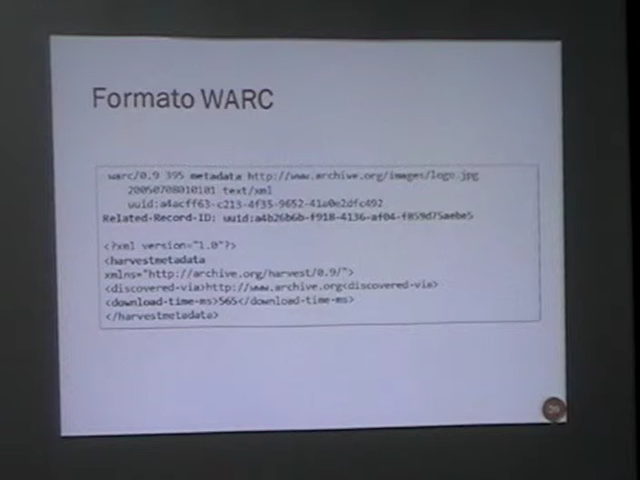 Formato WARC
warc/0.9 395 metadata http://www.archive.org/images/logo.jpg
20050708010101 text/xml
uuid:a4acff63-c213-4f35-9652-41a0e2dfc492
Related-Record-ID: uuid:a4b26b6b-f918-4136-af04-f859d75aebe5
<?xml version="1.0"?>
<harvestmetadata
xmlns="http://archive.org/harvest/0.9/">
<discovered-via>http://www.archive.org<discovered-via>
<download-time-ms>565</download-time-ms>
</harvestmetadata>